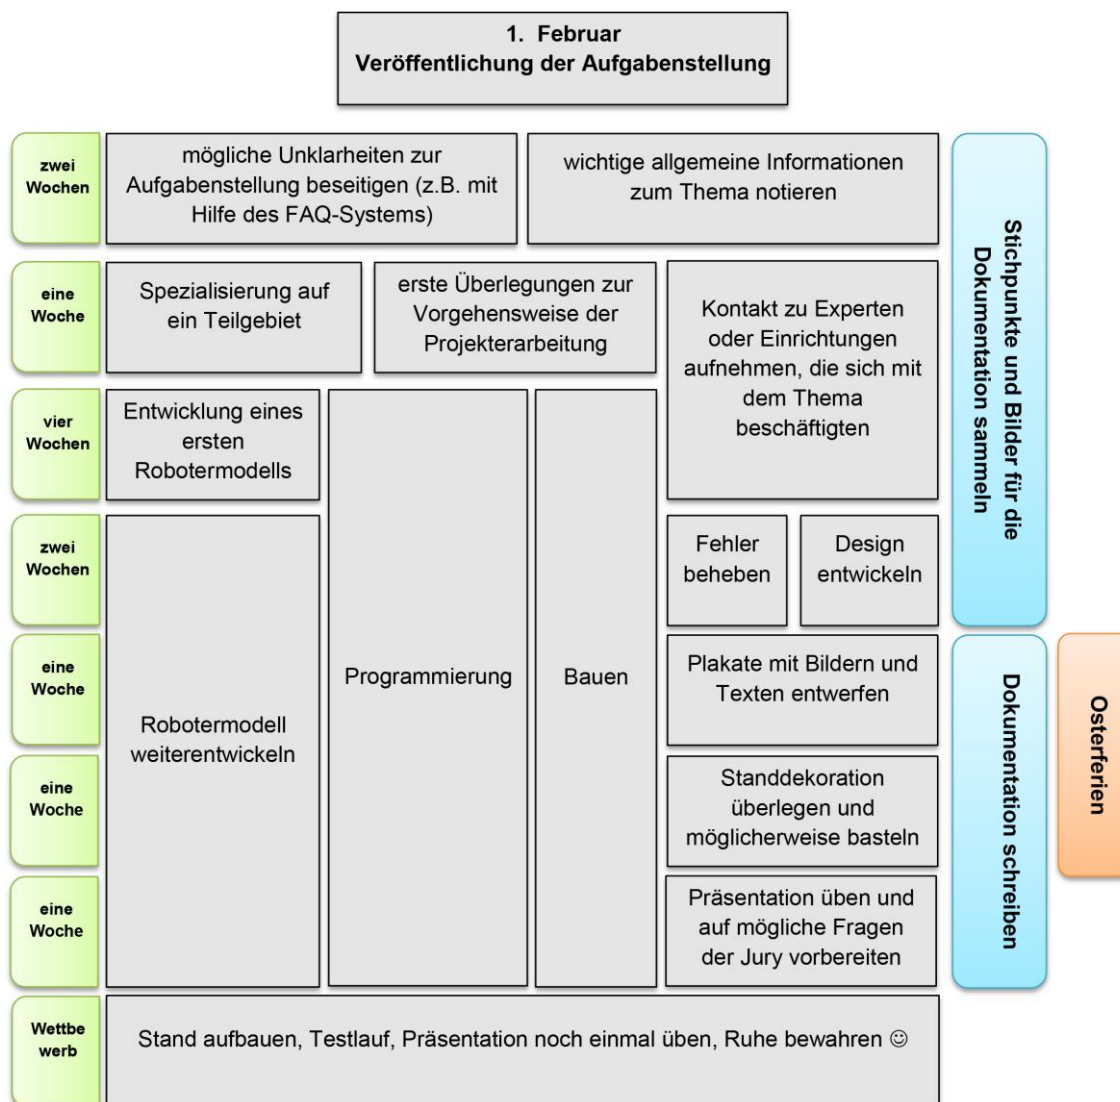 1. Februar
Veröffentlichung der Aufgabenstellung
zwei
Wochen
mögliche Unklarheiten zur
Aufgabenstellung beseitigen (z.B. mit
Hilfe des FAQ-Systems)
wichtige allgemeine Informationen
zum Thema notieren
Stichpunkte und Bilder für die
Dokumentation sammeln
eine
Woche
Spezialisierung auf
ein Teilgebiet
erste Überlegungen zur
Vorgehensweise der
Projekterarbeitung
Kontakt zu Experten
oder Einrichtungen
aufnehmen, die sich mit
dem Thema
beschäftigten
vier
Wochen
Entwicklung eines
ersten
Robotermodells
Programmierung
Bauen
zwei
Wochen
Robotermodell
weiterentwickeln
Fehler
beheben
Design
entwickeln
eine
Woche
Plakate mit Bildern und
Texten entwerfen
Dokumentation schreiben
Osterferien
eine
Woche
Standdekoration
überlegen und
möglicherweise basteln
eine
Woche
Präsentation üben und
auf mögliche Fragen
der Jury vorbereiten
Wettbe
werb
Stand aufbauen, Testlauf, Präsentation noch einmal üben, Ruhe bewahren ☺